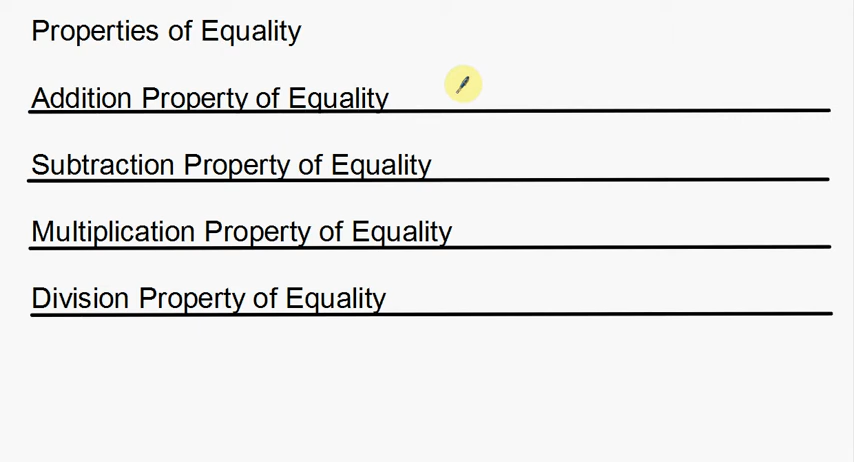 Properties of Equality
Addition Property of Equality
Subtraction Property of Equality
Multiplication Property of Equality
Division Property of Equality